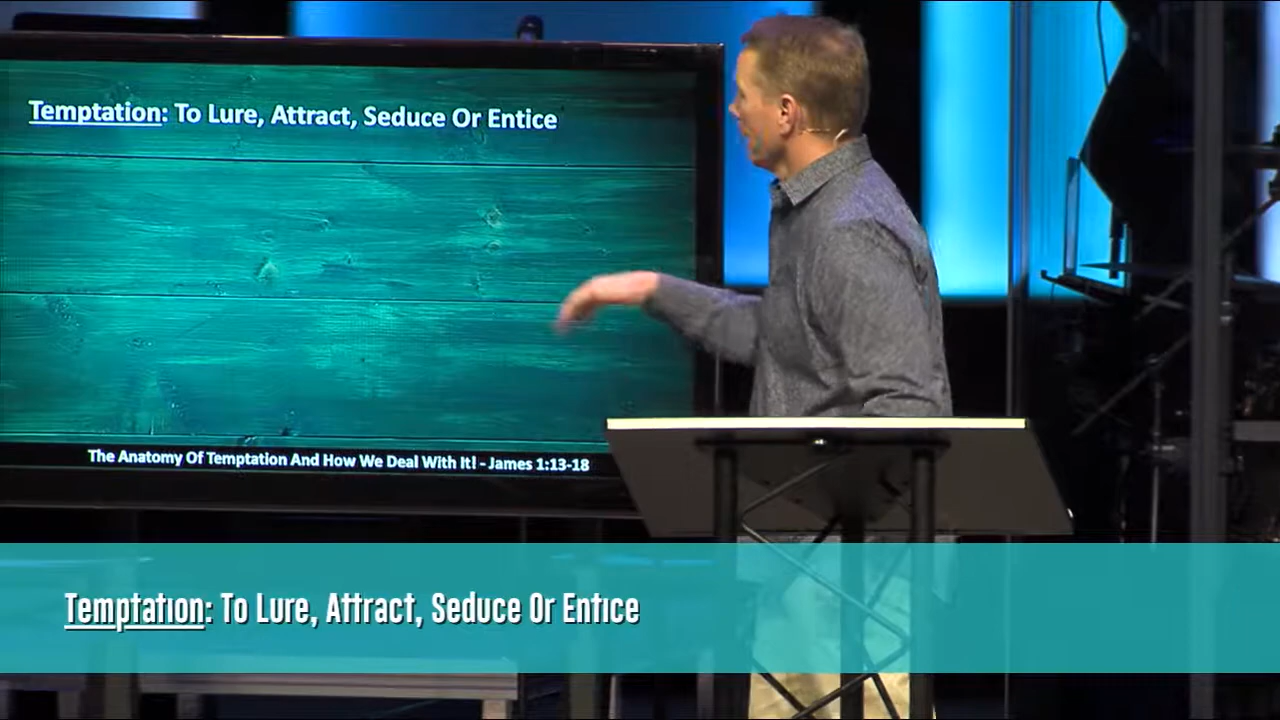 Temptation: To Lure, Attract, Seduce Or Entice
The Anatomy Of Temptation And How We Deal With It! - James 1:13-18
Temptation: To Lure, Attract, Seduce Or Entice